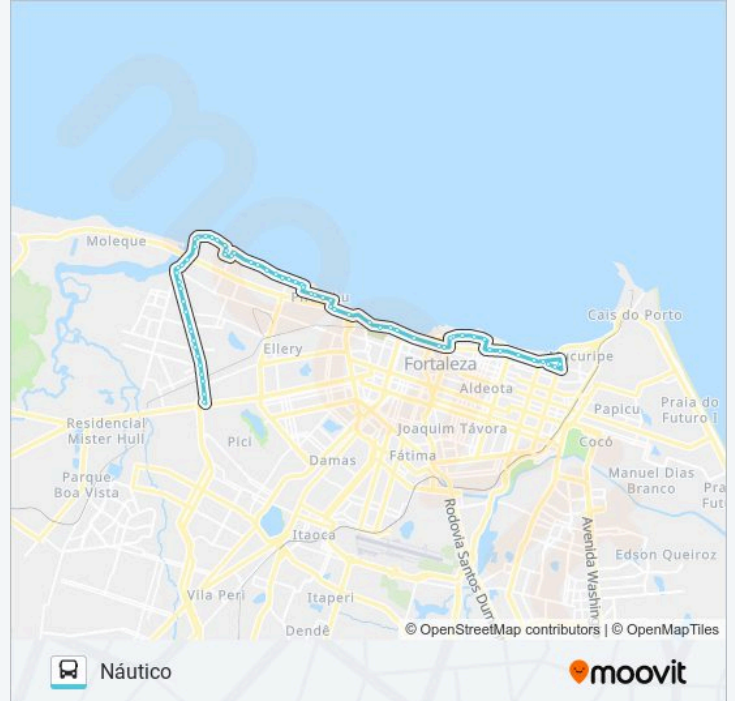 Moleque
Cais do Porto
Ellery
Fortaleza
Aldeota
Praia do
Futuro I
Papicu
Residencial
Mister Hull
Joaquim Távora
Pici
Cocó
Fátima
Damas
Manuel Dias
Branco
Parque
Boa Vista
Itaoca
Rodovia Santos Dum
Avenida Washin
Edson Queiroz
Vila Peri
Itaperi
Dendê
© OpenStreetMap contributors | © OpenMapTiles
Náutico
moovit